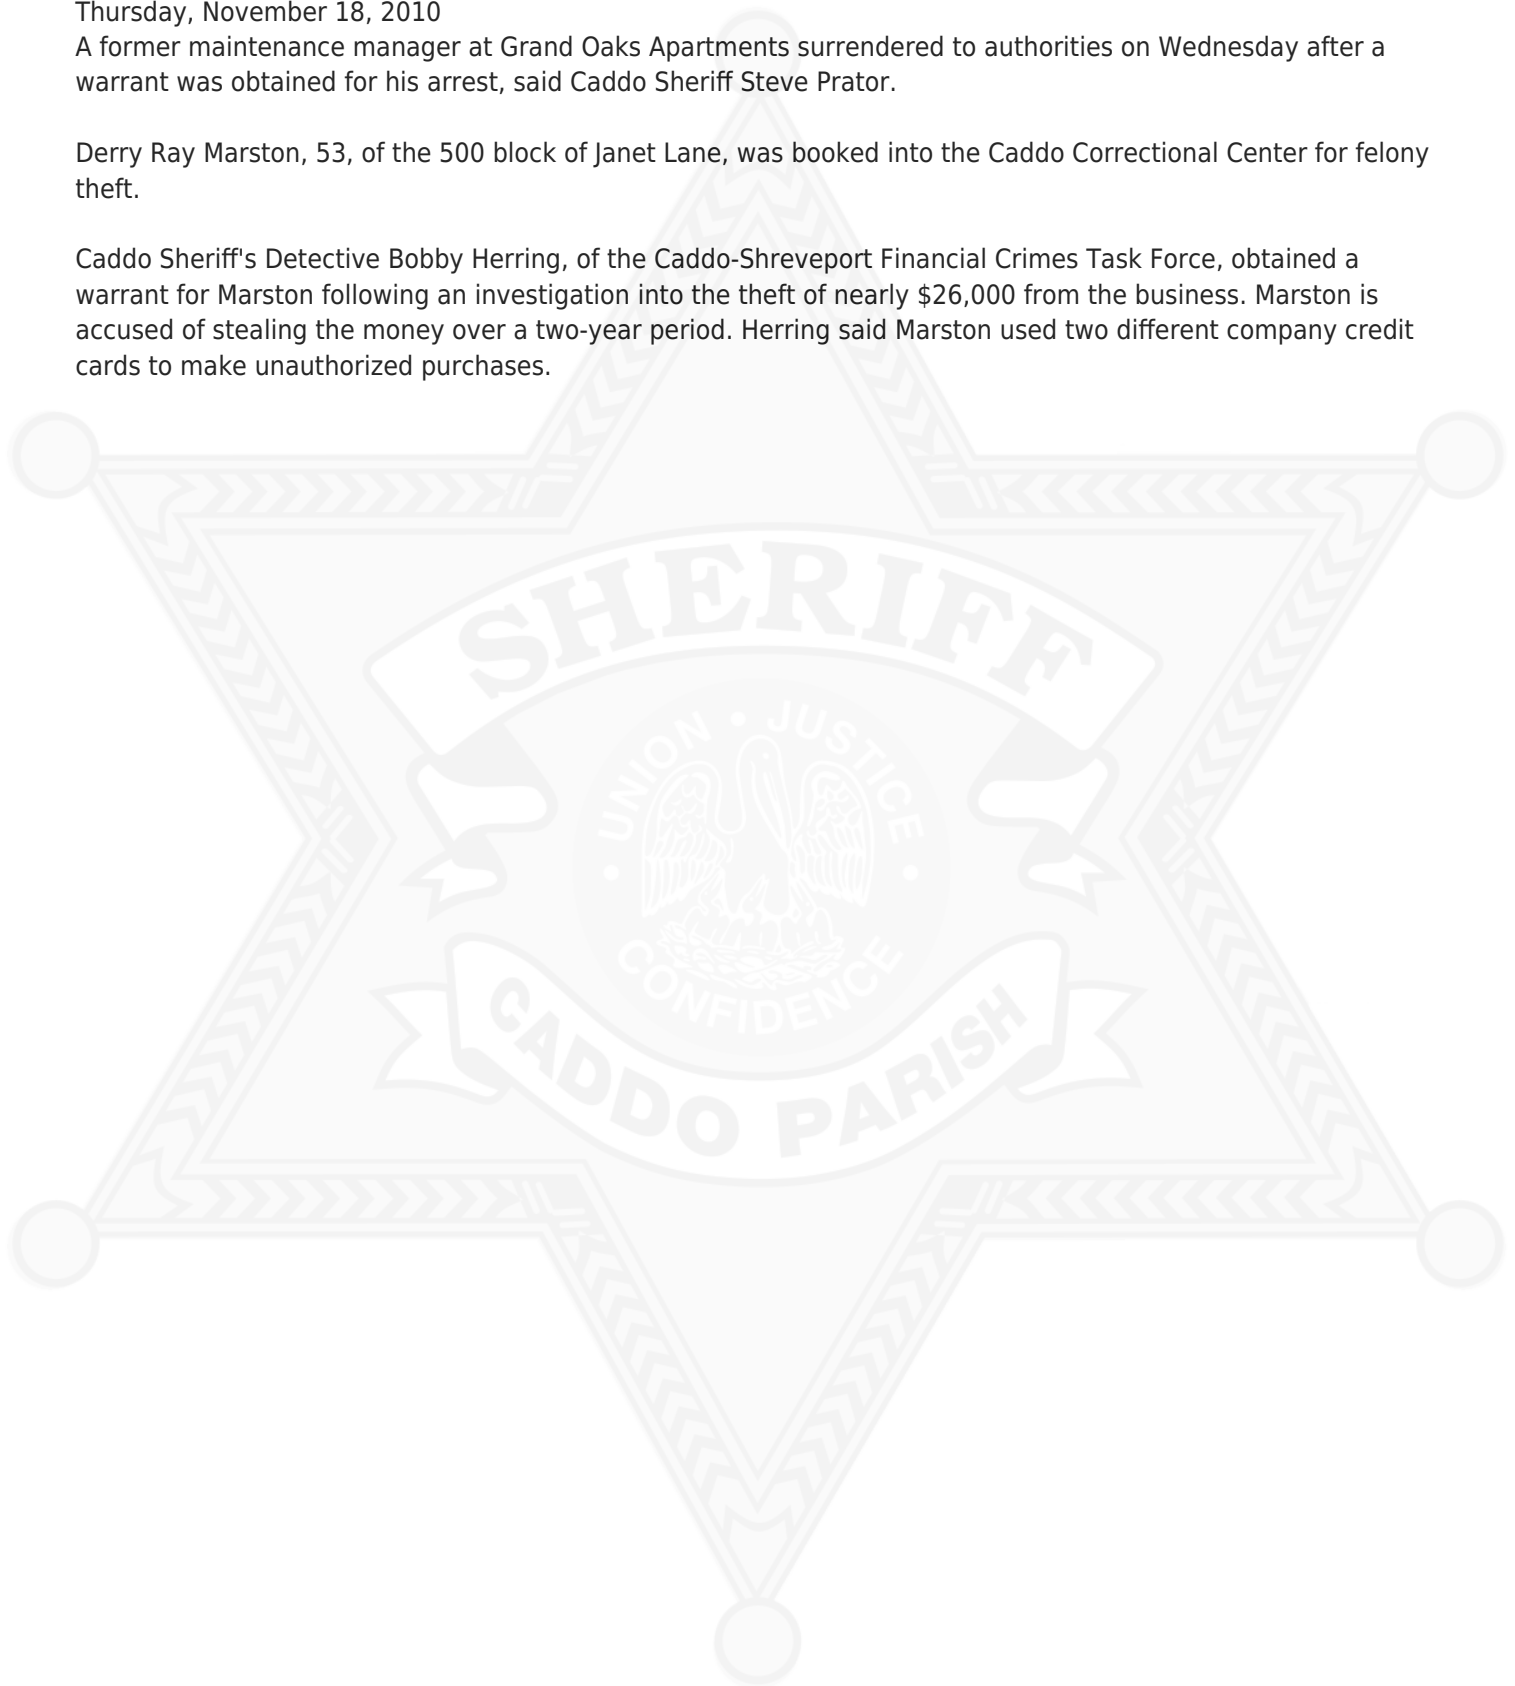 Thursday, November 18, 2010
A former maintenance manager at Grand Oaks Apartments surrendered to authorities on Wednesday after a
warrant was obtained for his arrest, said Caddo Sheriff Steve Prator.
Derry Ray Marston, 53, of the 500 block of Janet Lane, was booked into the Caddo Correctional Center for felony
theft.
Caddo Sheriff's Detective Bobby Herring, of the Caddo-Shreveport Financial Crimes Task Force, obtained a
warrant for Marston following an investigation into the theft of nearly $26,000 from the business. Marston is
accused of stealing the money over a two-year period. Herring said Marston used two different company credit
cards to make unauthorized purchases.
SHERIFF
UNION • JUSTICE
• CONFIDENCE •
CADDO PARISH